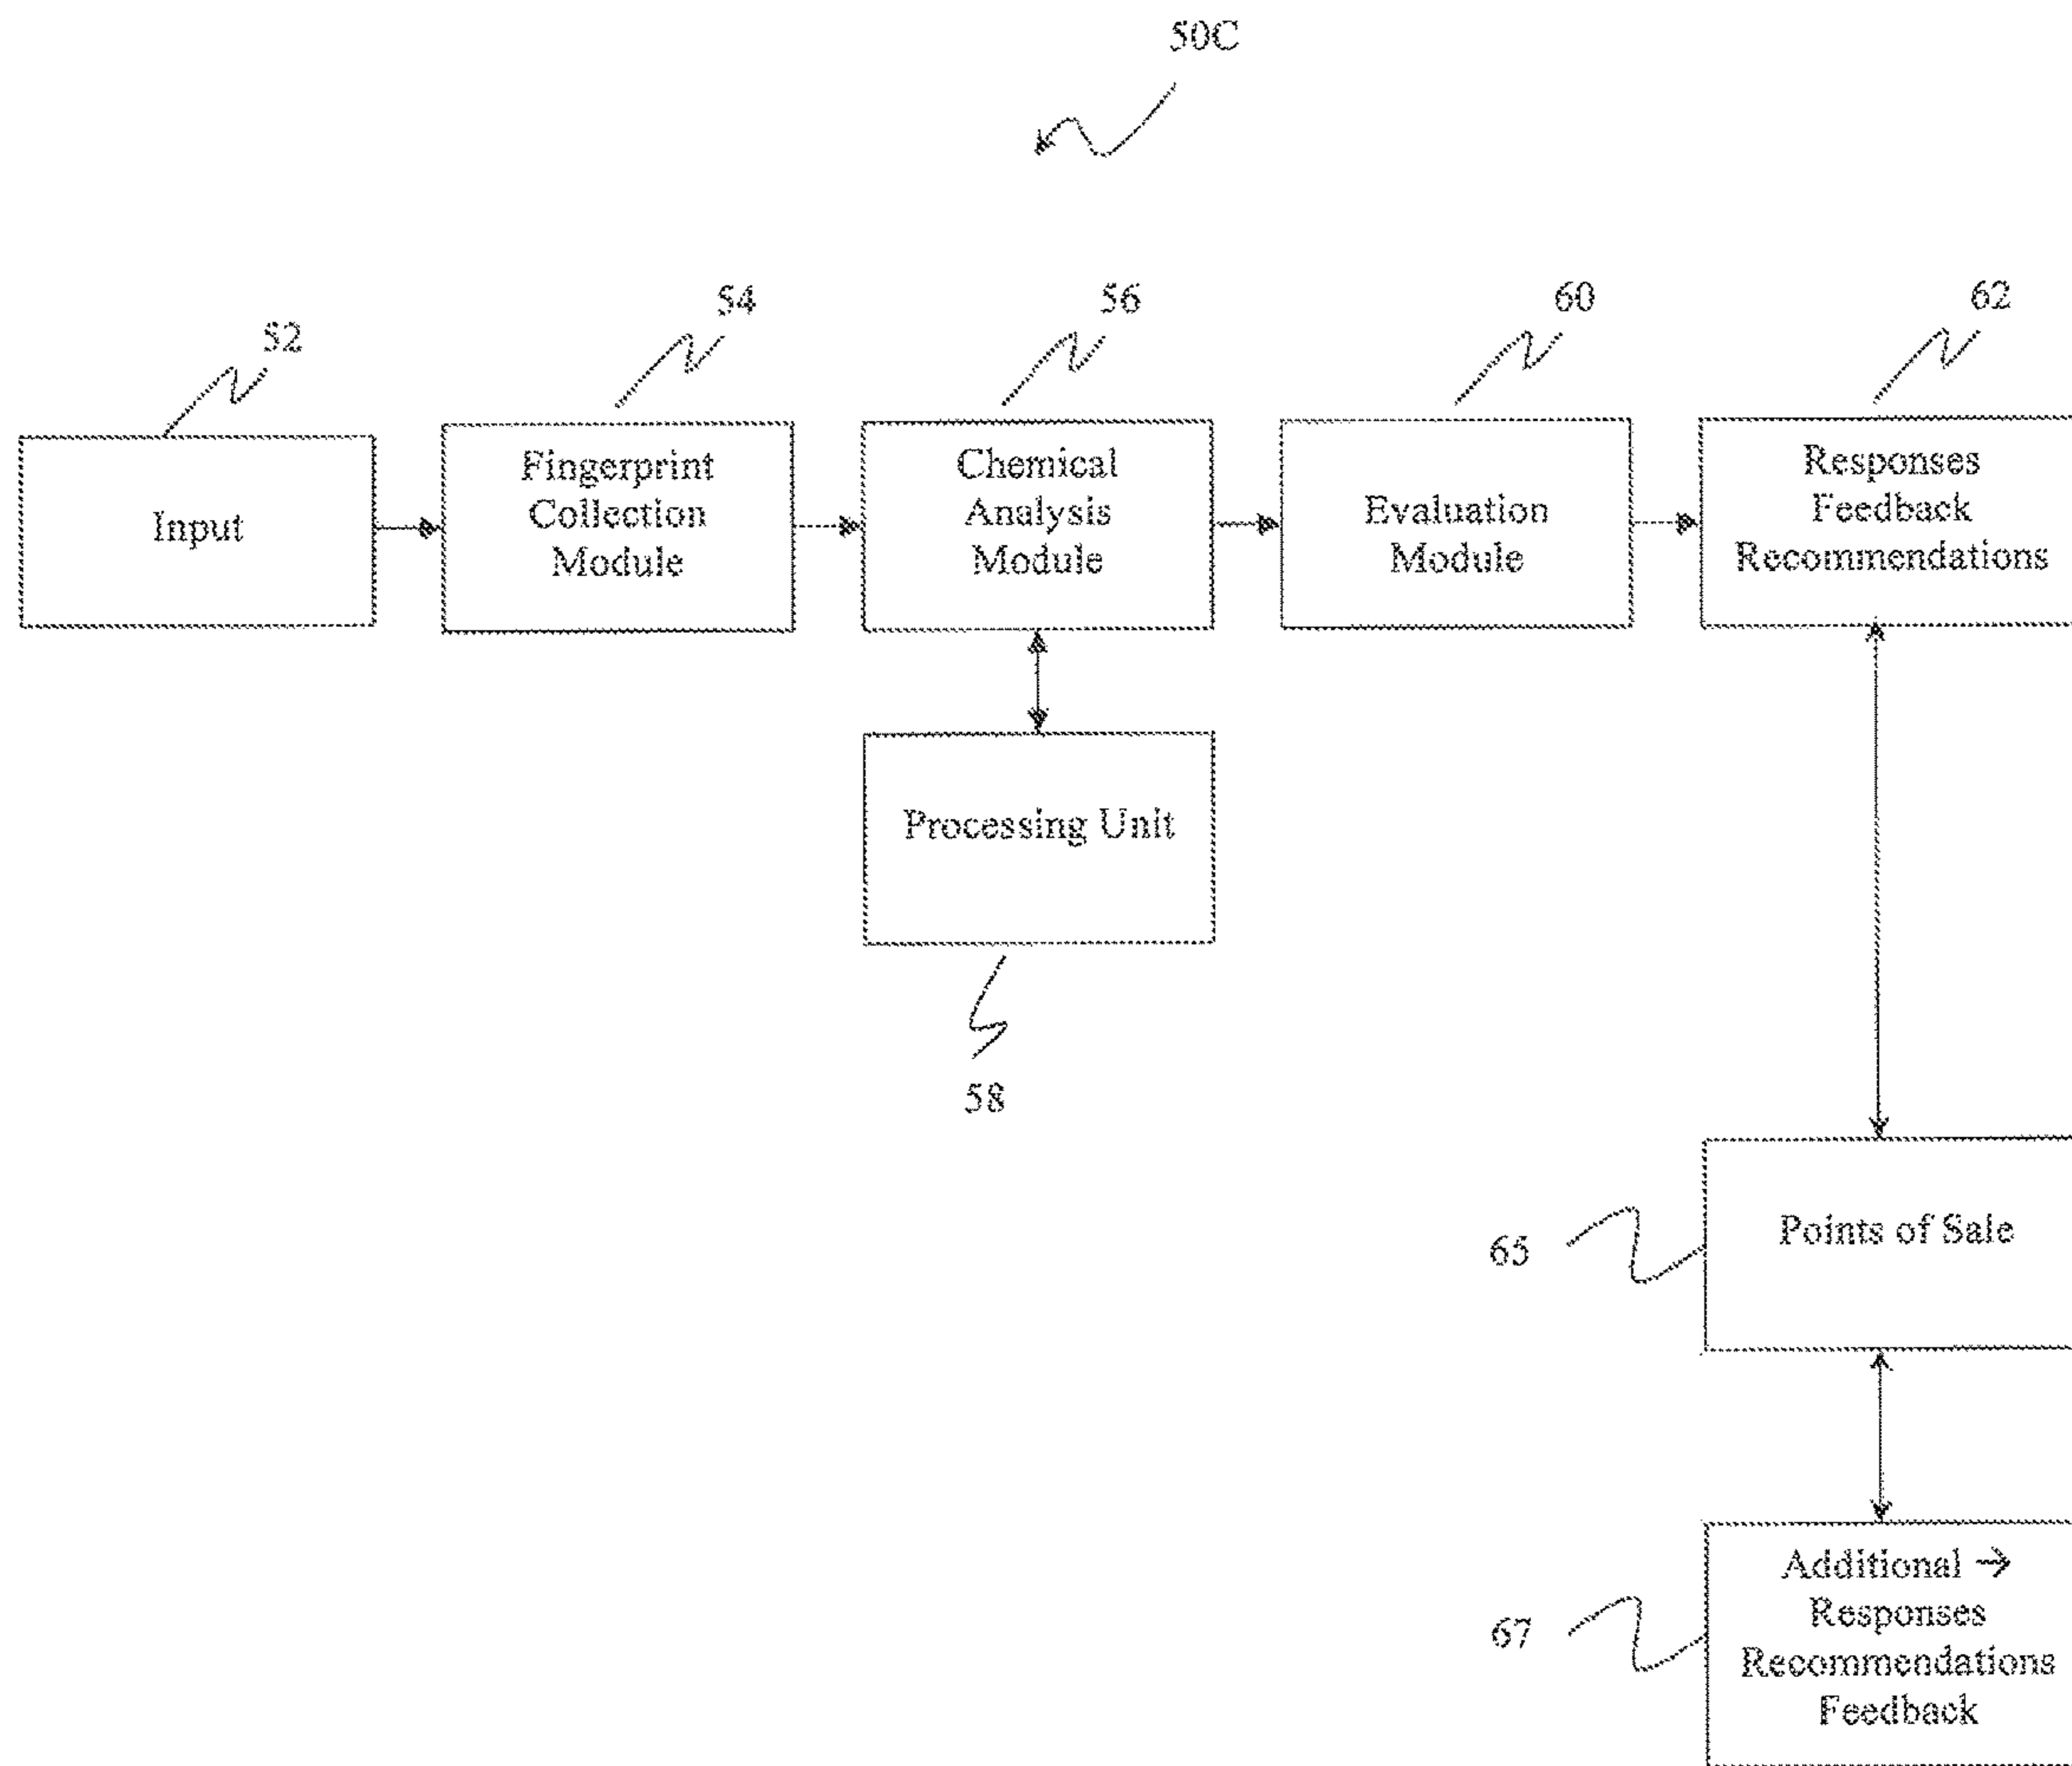 50C
52
54
56
60
62
Input
Fingerprint
Collection
Module
Chemical
Analysis
Module
Evaluation
Module
Responses
Feedback
Recommendations
Processing Unit
58
65
Points of Sale
67
Additional →
Responses
Recommendations
Feedback